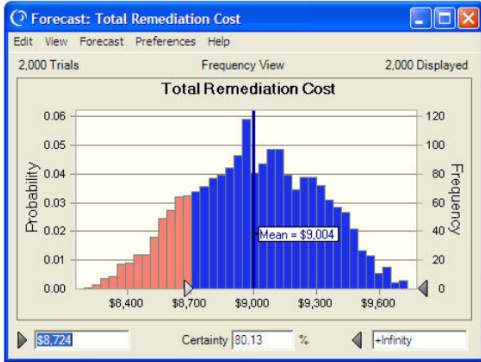 Forecast: Total Remediation Cost
Edit View Forecast Preferences Help
2,000 Trials Frequency View 2,000 Displayed
Total Remediation Cost
0.06 120
0.05 100
0.04 80
0.03 60
0.02 40
0.01 20
0.00 0
Probability
Frequency
Mean = $9,004
$8,400 $8,700 $9,000 $9,300 $9,600
$8,724 Certainty 80.13 % +Infinity